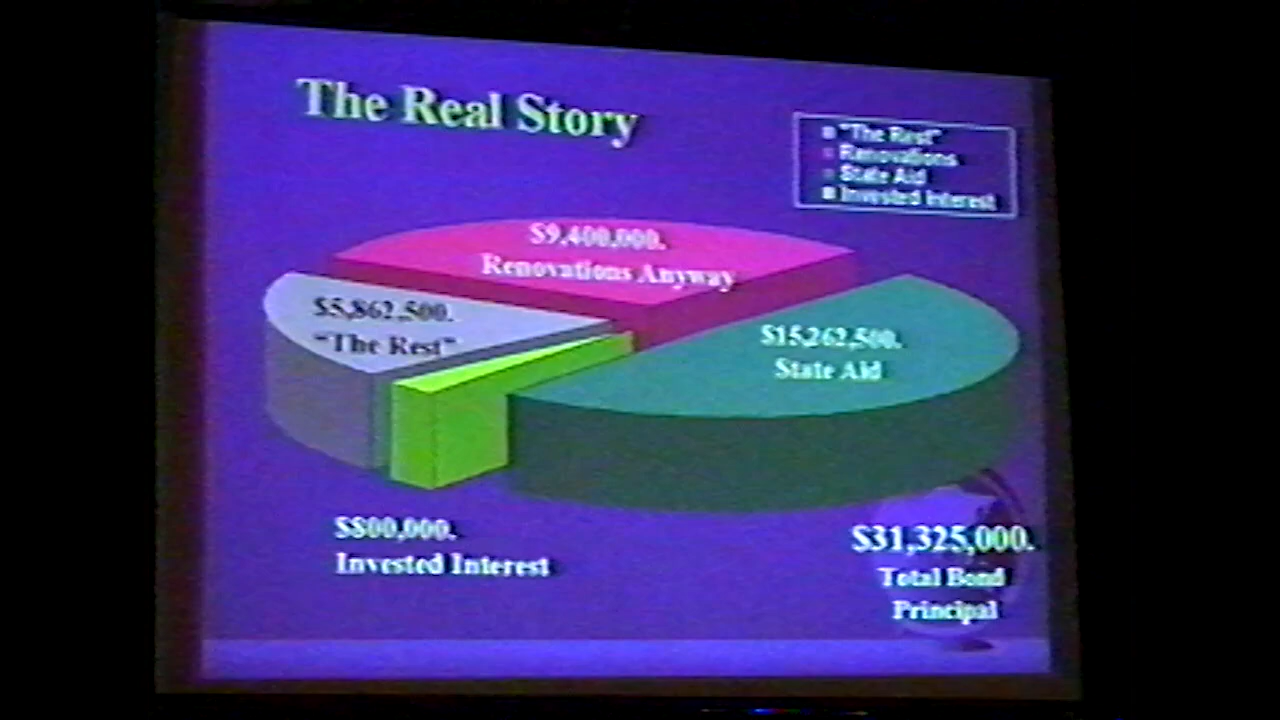 The Real Story
"The Rest"
Renovations
State Aid
Invested Interest
$9,400,000.
Renovations Anyway
$5,862,500.
"The Rest"
$15,262,500.
State Aid
$800,000.
Invested Interest
$31,325,000.
Total Bond
Principal